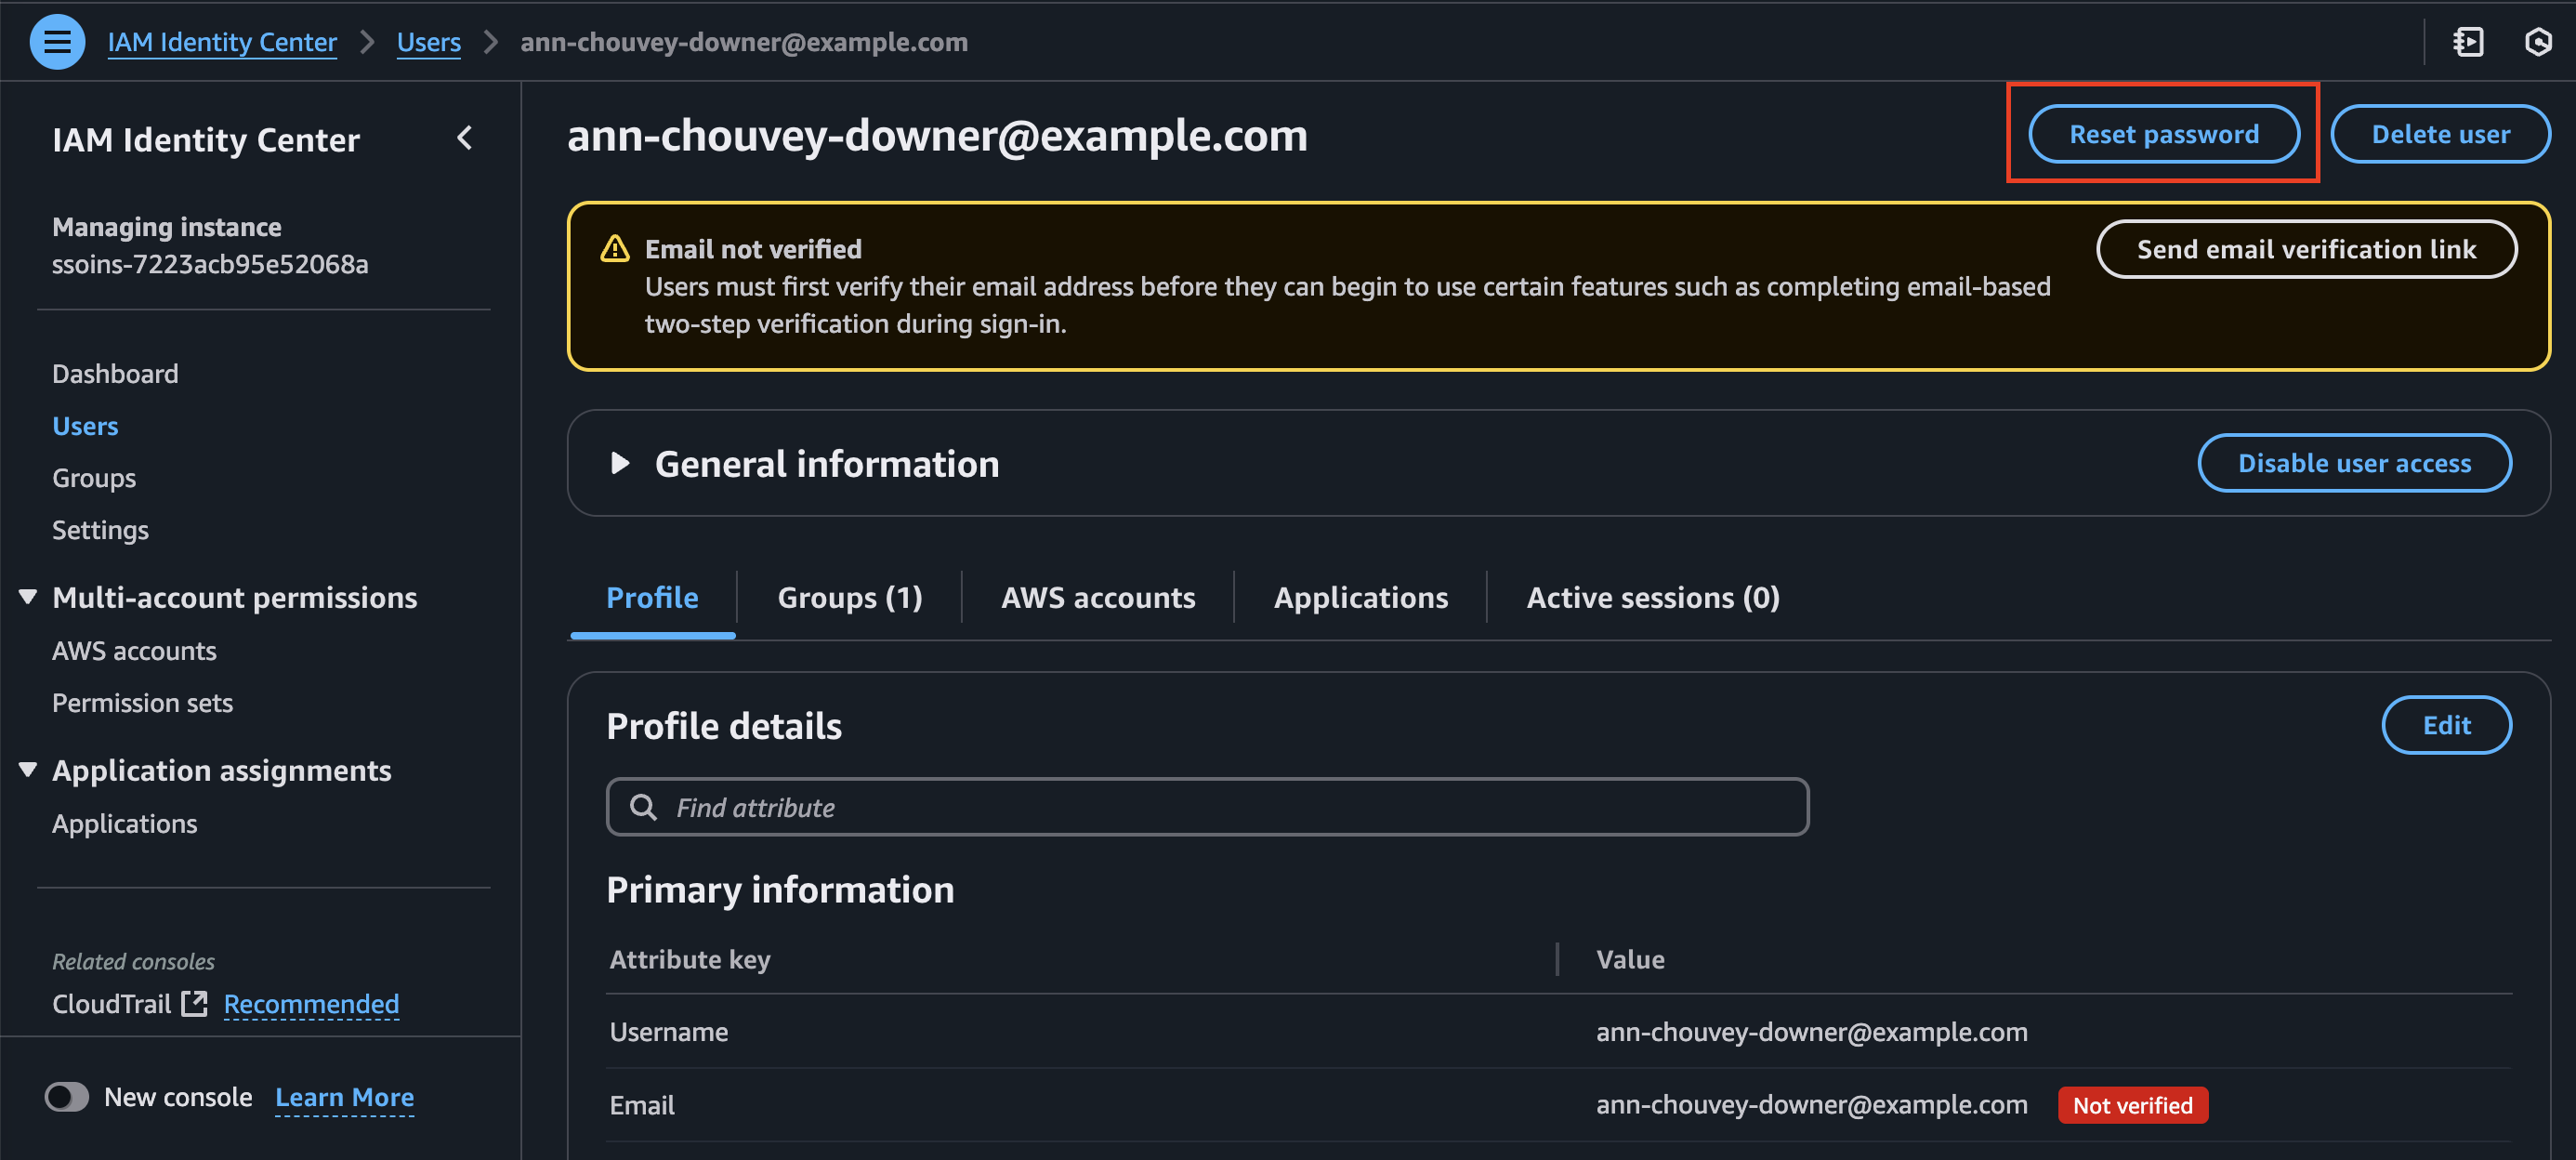 IAM Identity Center > Users > ann-chouvey-downer@example.com
IAM Identity Center
Managing instance
ssoins-7223acb95e52068a
Dashboard
Users
Groups
Settings
Multi-account permissions
AWS accounts
Permission sets
Application assignments
Applications
Related consoles
CloudTrail Recommended
New console Learn More
ann-chouvey-downer@example.com
Reset password
Delete user
Email not verified
Users must first verify their email address before they can begin to use certain features such as completing email-based
two-step verification during sign-in.
Send email verification link
General information
Disable user access
Profile
Groups (1)
AWS accounts
Applications
Active sessions (0)
Profile details
Edit
Find attribute
Primary information
Attribute key
Value
Username
ann-chouvey-downer@example.com
Email
ann-chouvey-downer@example.com Not verified